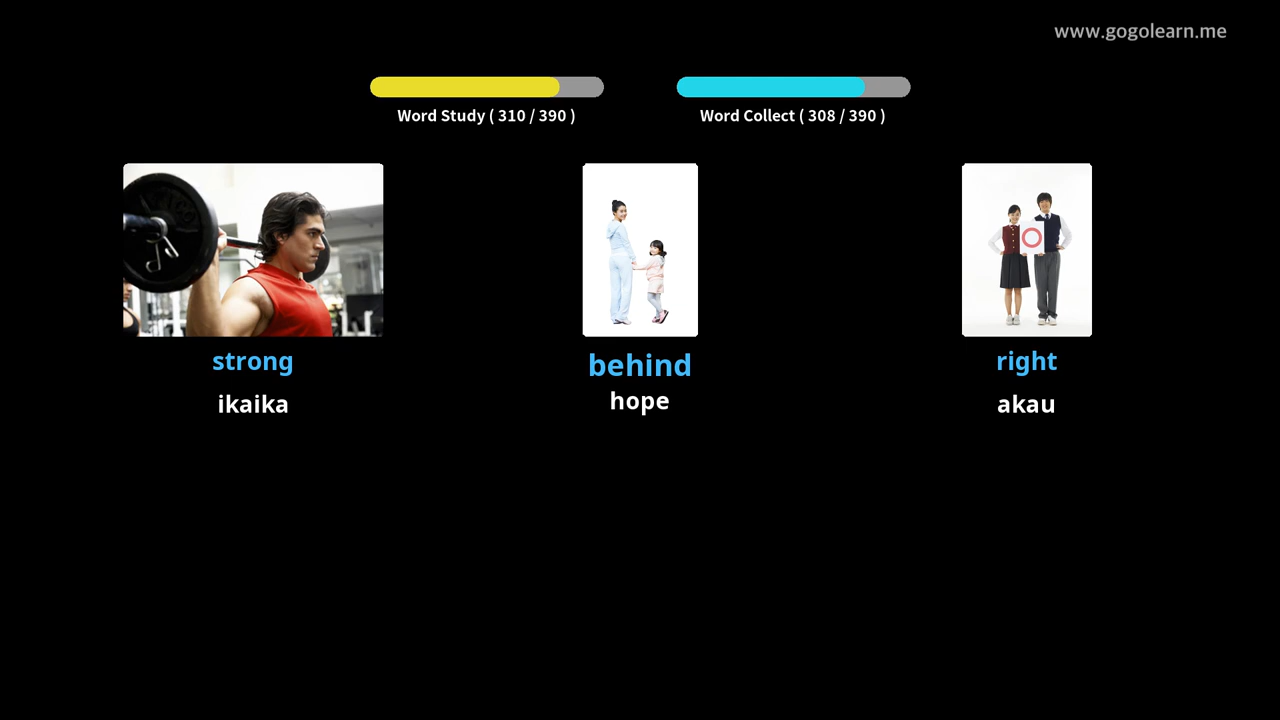 www.gogolearn.me
Word Study ( 310 / 390 )
Word Collect ( 308 / 390 )
strong
ikaika
behind
hope
right
akau